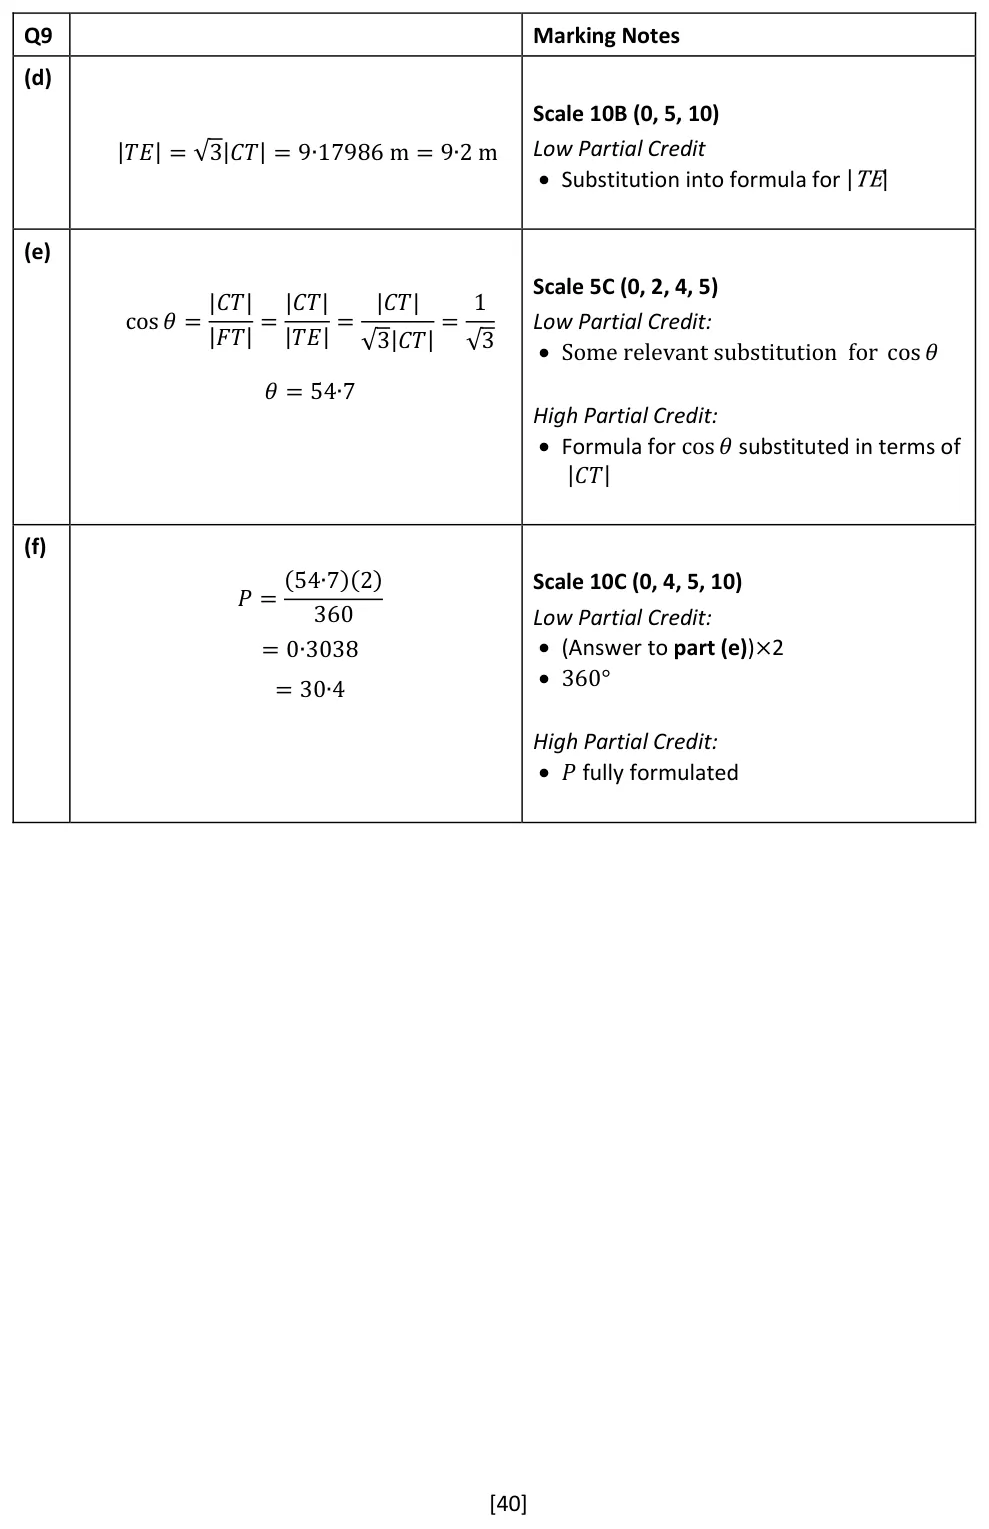 Q9 Marking Notes
(d)
|TE| = √3|CT| = 9·17986 m = 9·2 m
Scale 10B (0, 5, 10)
Low Partial Credit
• Substitution into formula for |TE|
(e)
cos θ = |CT|/|FT| = |CT|/|TE| = |CT|/√3|CT| = 1/√3
θ = 54·7
Scale 5C (0, 2, 4, 5)
Low Partial Credit:
• Some relevant substitution for cos θ
High Partial Credit:
• Formula for cos θ substituted in terms of
|CT|
(f)
P = (54·7)(2)/360
= 0·3038
= 30·4
Scale 10C (0, 4, 5, 10)
Low Partial Credit:
• (Answer to part (e))×2
• 360°
High Partial Credit:
• P fully formulated
[40]